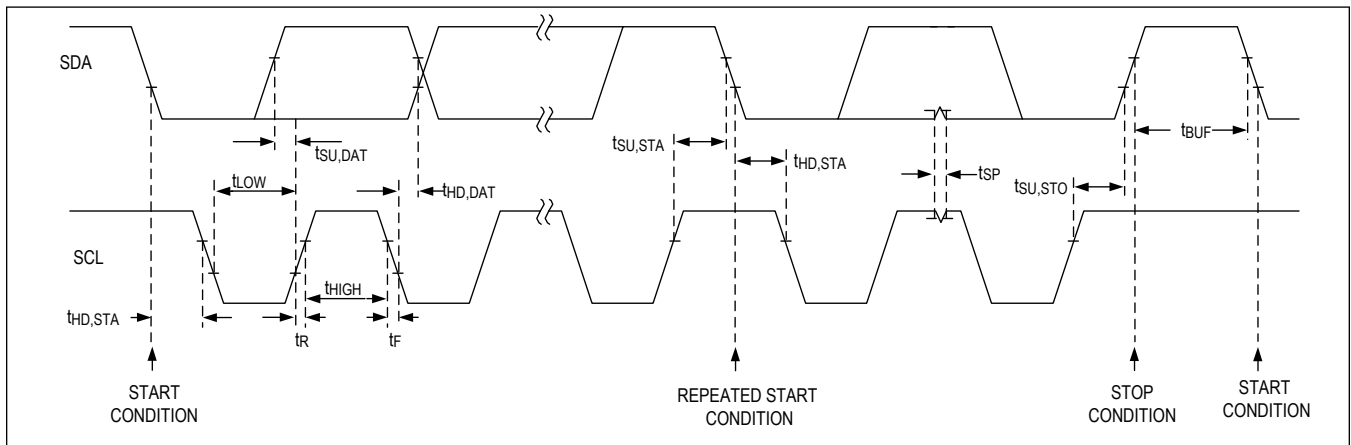 SDA
tSU,DAT
tSU,STA
tHD,STA
tSP
tBUF
tLOW
tHD,DAT
tSU,STO
SCL
tHIGH
tHD,STA
tR
tF
START
CONDITION
REPEATED START
CONDITION
STOP
CONDITION
START
CONDITION